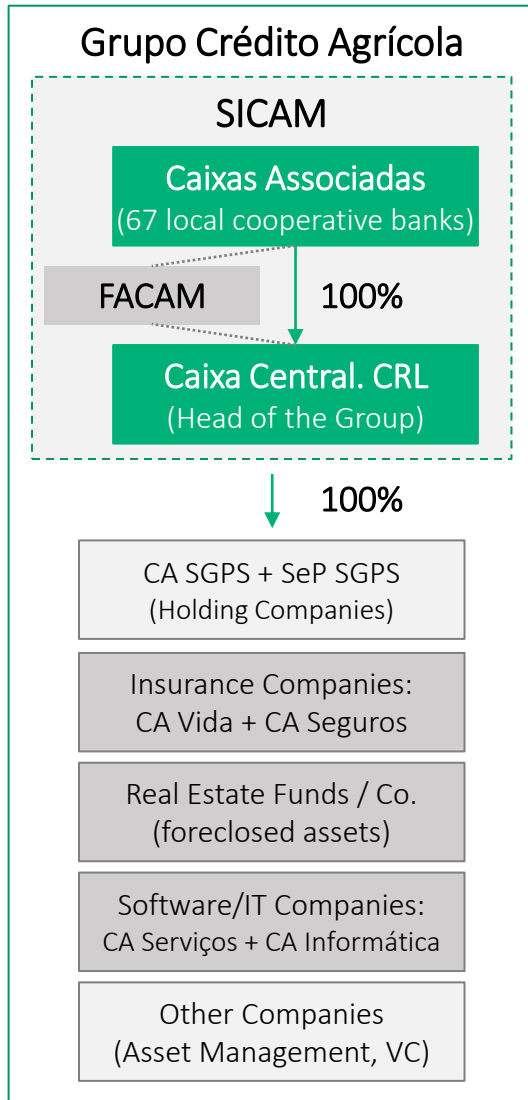 Grupo Crédito Agrícola
SICAM
Caixas Associadas
(67 local cooperative banks)
FACAM
100%
Caixa Central. CRL
(Head of the Group)
100%
CA SGPS + SeP SGPS
(Holding Companies)
Insurance Companies:
CA Vida + CA Seguros
Real Estate Funds / Co.
(foreclosed assets)
Software/IT Companies:
CA Serviços + CA Informática
Other Companies
(Asset Management, VC)